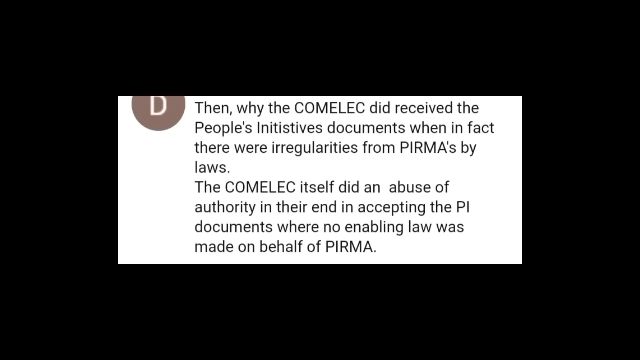 D
Then, why the COMELEC did received the
People's Initistives documents when in fact
there were irregularities from PIRMA's by
laws.
The COMELEC itself did an abuse of
authority in their end in accepting the PI
documents where no enabling law was
made on behalf of PIRMA.